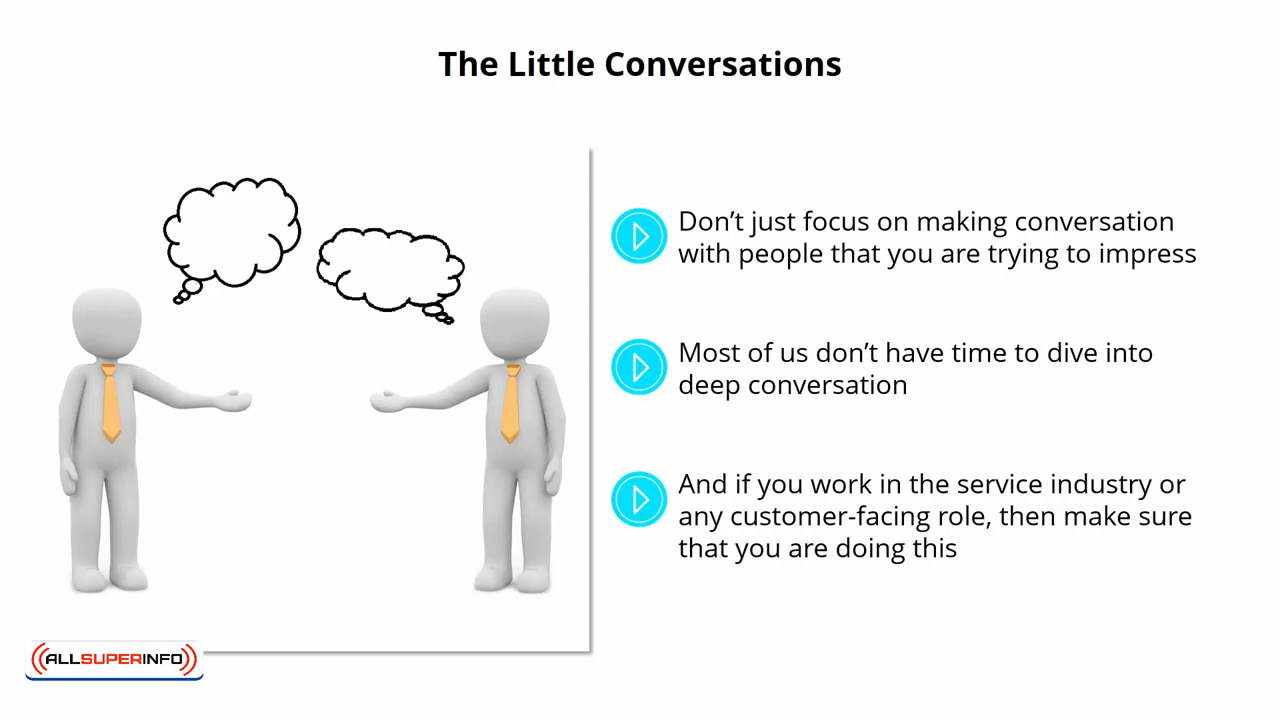 The Little Conversations
Don’t just focus on making conversation
with people that you are trying to impress
Most of us don’t have time to dive into
deep conversation
And if you work in the service industry or
any customer-facing role, then make sure
that you are doing this
ALLSUPERINFO